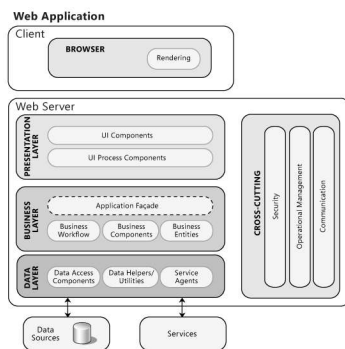 Web Application
Client
BROWSER
Rendering
Web Server
PRESENTATION
LAYER
UI Components
UI Process Components
BUSINESS
LAYER
Application Façade
Business
Workflow
Business
Components
Business
Entities
DATA
LAYER
Data Access
Components
Data Helpers/
Utilities
Service
Agents
CROSS-CUTTING
Security
Operational Management
Communication
Data
Sources
Services